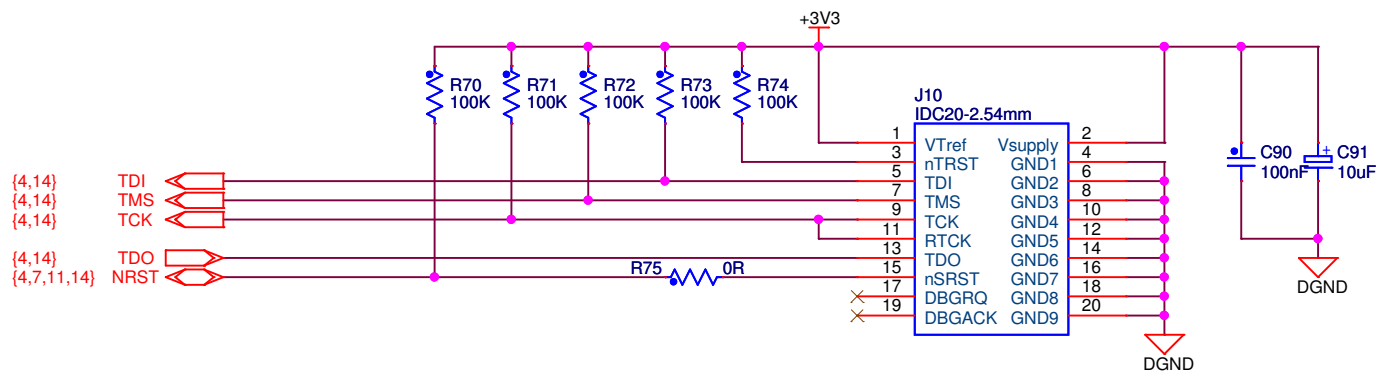 +3V3
R70
100K
R71
100K
R72
100K
R73
100K
R74
100K
J10
IDC20-2.54mm
1 VTref Vsupply 2
3 nTRST GND1 4
5 TDI GND2 6
7 TMS GND3 8
9 TCK GND4 10
11 RTCK GND5 12
13 TDO GND6 14
15 nSRST GND7 16
17 DBGRQ GND8 18
19 DBGACK GND9 20
C90
100nF
+
C91
10uF
{4,14} TDI
{4,14} TMS
{4,14} TCK
{4,14} TDO
{4,7,11,14} NRST
R75 0R
DGND
DGND